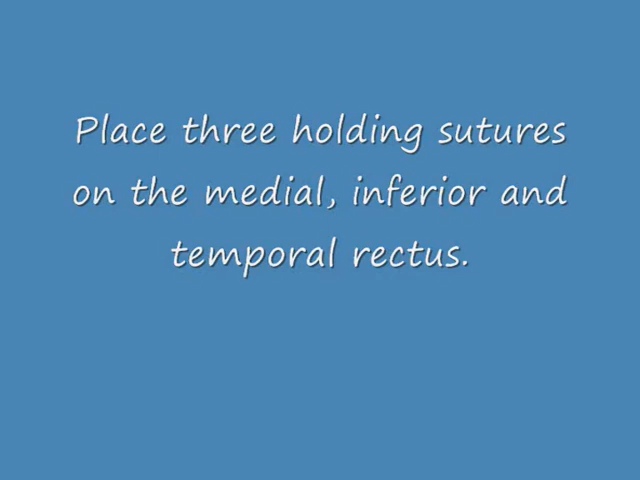 Place three holding sutures
on the medial, inferior and
temporal rectus.